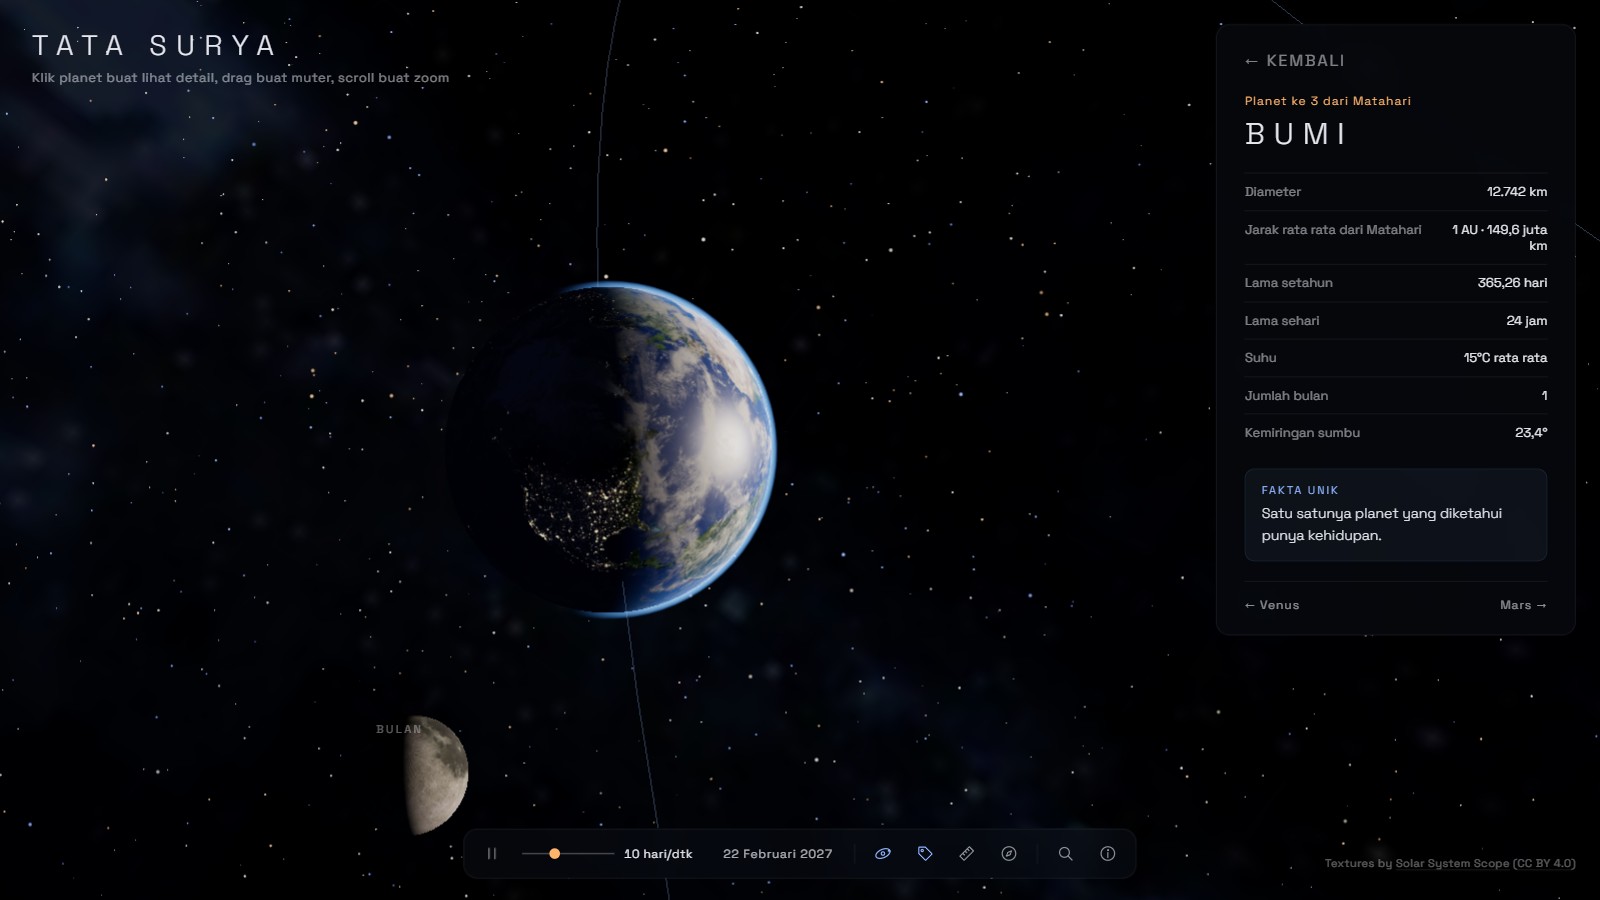 TATA SURYA
Klik planet buat lihat detail, drag buat muter, scroll buat zoom
← KEMBALI
Planet ke 3 dari Matahari
BUMI
Diameter 12.742 km
Jarak rata rata dari Matahari 1 AU · 149,6 juta
km
Lama setahun 365,26 hari
Lama sehari 24 jam
Suhu 15°C rata rata
Jumlah bulan 1
Kemiringan sumbu 23,4°
FAKTA UNIK
Satu satunya planet yang diketahui
punya kehidupan.
← Venus Mars →
BULAN
10 hari/dtk 22 Februari 2027
Textures by Solar System Scope (CC BY 4.0)